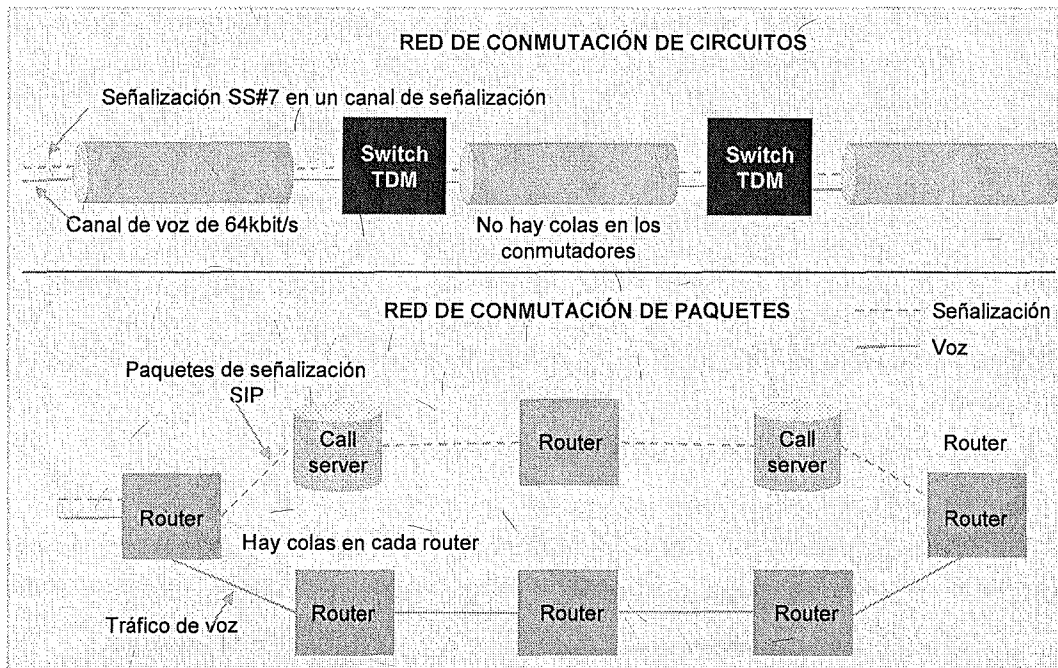 RED DE CONMUTACIÓN DE CIRCUITOS
Señalización SS#7 en un canal de señalización
Switch
TDM
Switch
TDM
Canal de voz de 64kbit/s
No hay colas en los
conmutadores
RED DE CONMUTACIÓN DE PAQUETES
Señalización
Voz
Paquetes de señalización
SIP
Call
server
Router
Call
server
Router
Router
Router
Hay colas en cada router
Router
Router
Router
Tráfico de voz